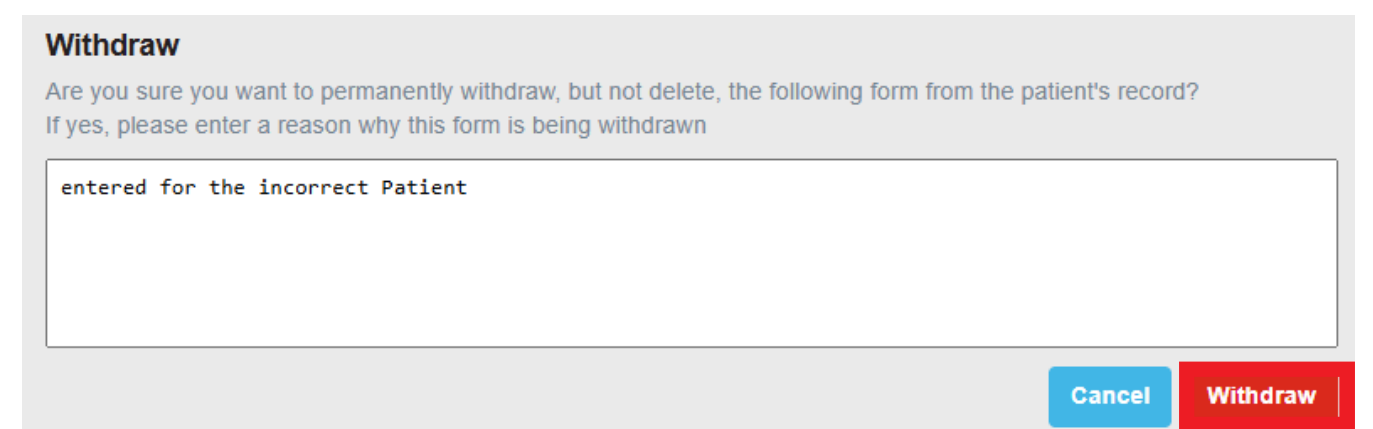 Withdraw
Are you sure you want to permanently withdraw, but not delete, the following form from the patient's record?
If yes, please enter a reason why this form is being withdrawn
entered for the incorrect Patient
Cancel Withdraw